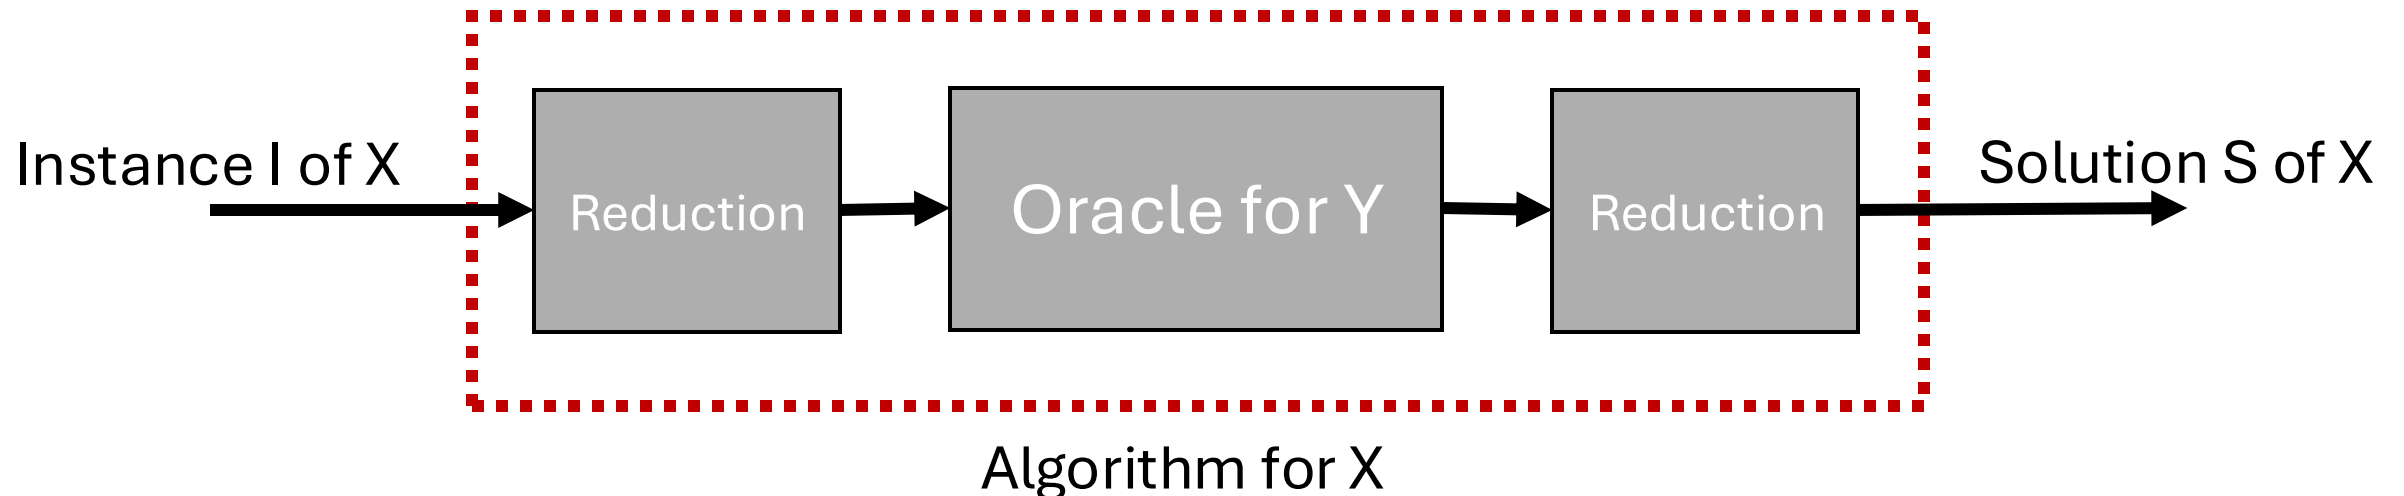 Instance I of X
Reduction
Oracle for Y
Reduction
Solution S of X
Algorithm for X